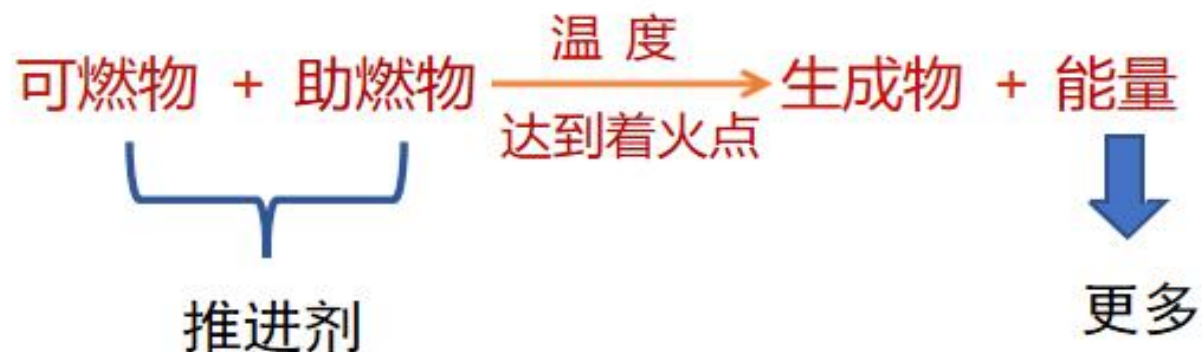 温 度
可燃物 + 助燃物 生成物 + 能量
达到着火点
推进剂
更多